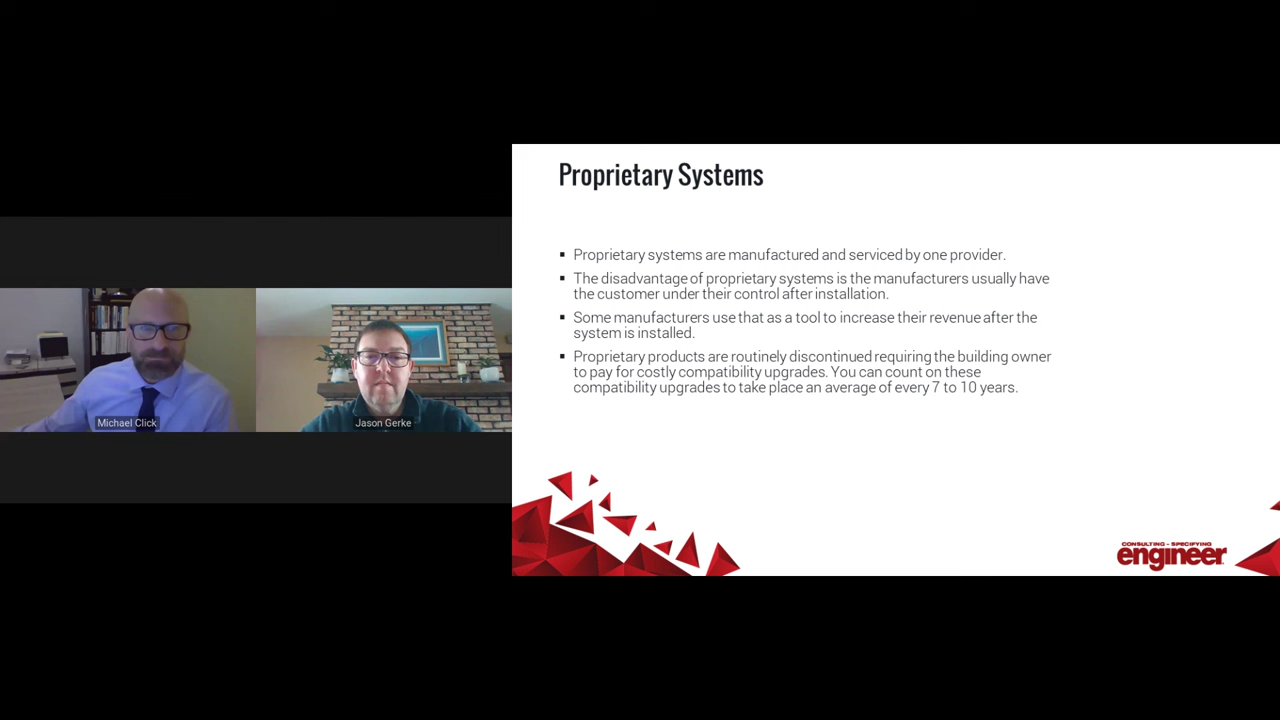 Proprietary Systems
▪ Proprietary systems are manufactured and serviced by one provider.
▪ The disadvantage of proprietary systems is the manufacturers usually have
the customer under their control after installation.
▪ Some manufacturers use that as a tool to increase their revenue after the
system is installed.
▪ Proprietary products are routinely discontinued requiring the building owner
to pay for costly compatibility upgrades. You can count on these
compatibility upgrades to take place an average of every 7 to 10 years.
Michael Click
Jason Gerke
CONSULTING - SPECIFYING
engineer